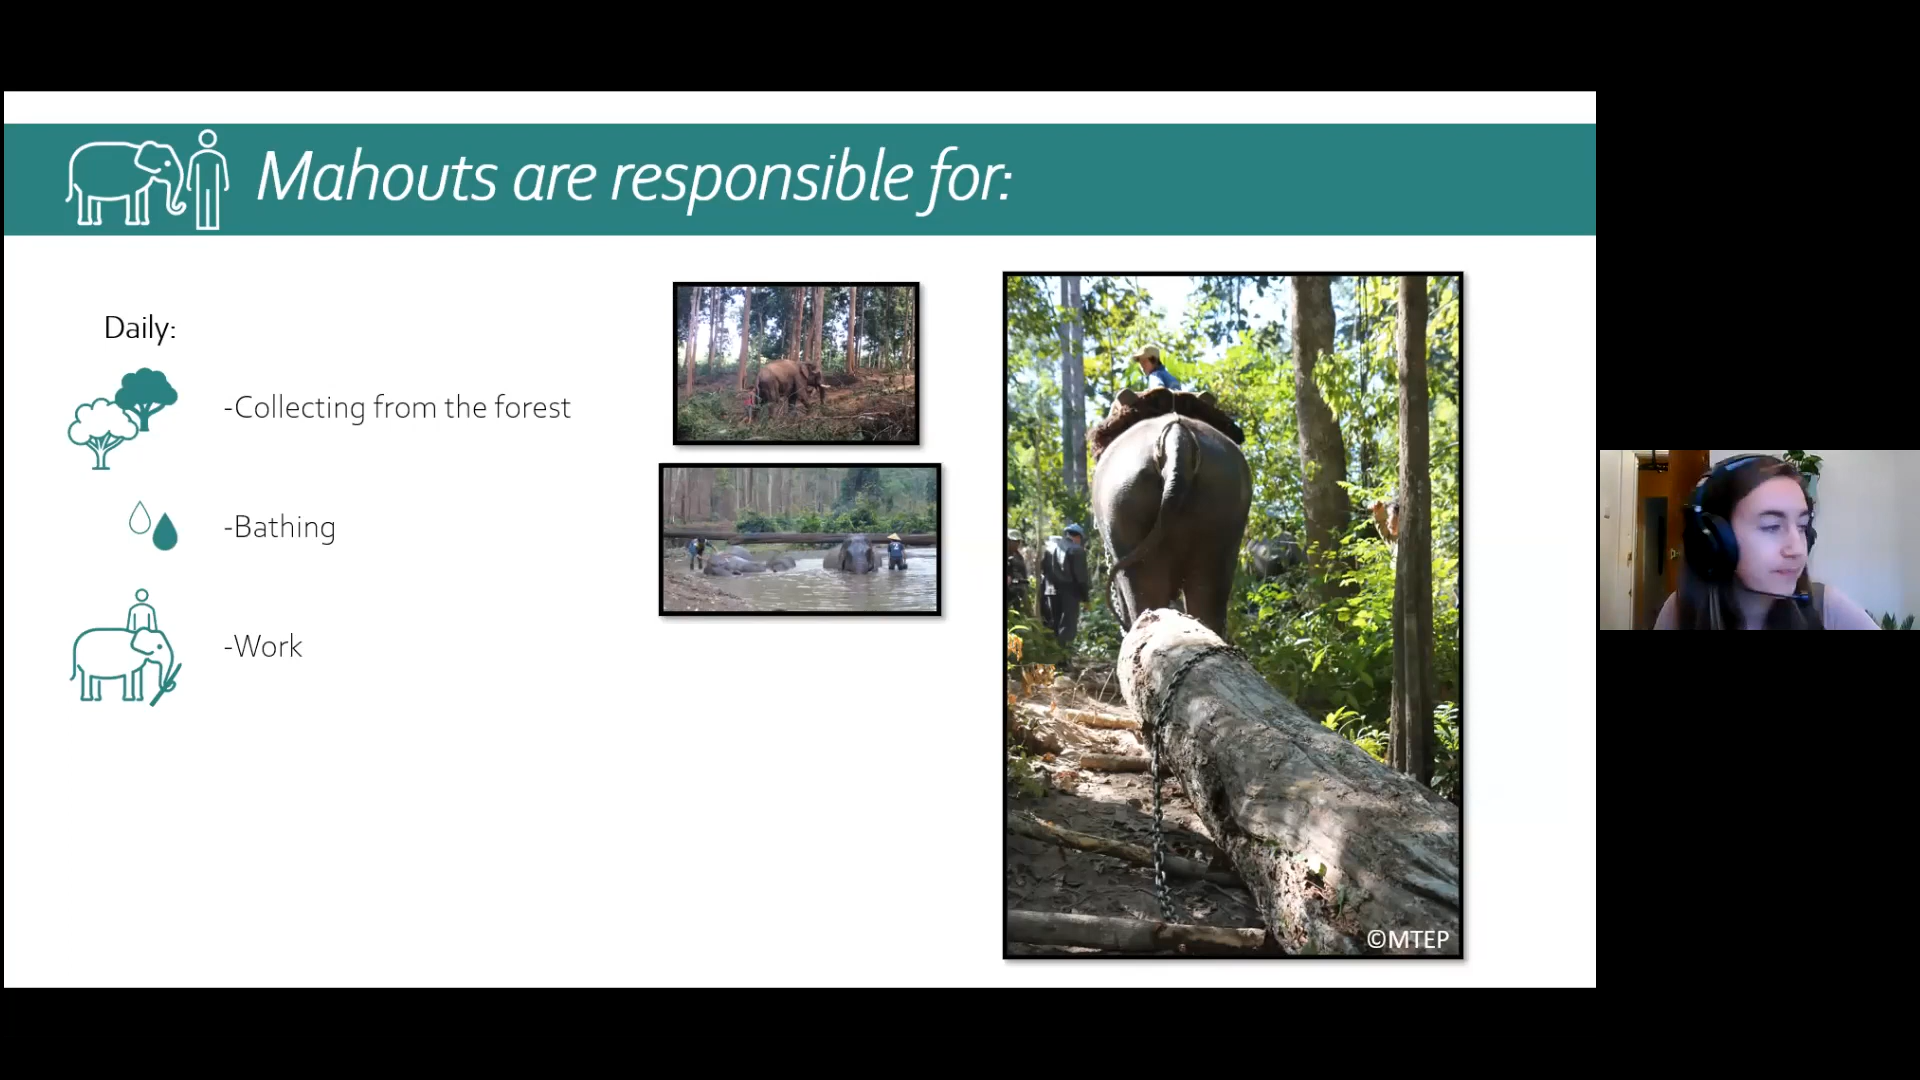 Mahouts are responsible for:
Daily:
-Collecting from the forest
-Bathing
-Work
©MTEP